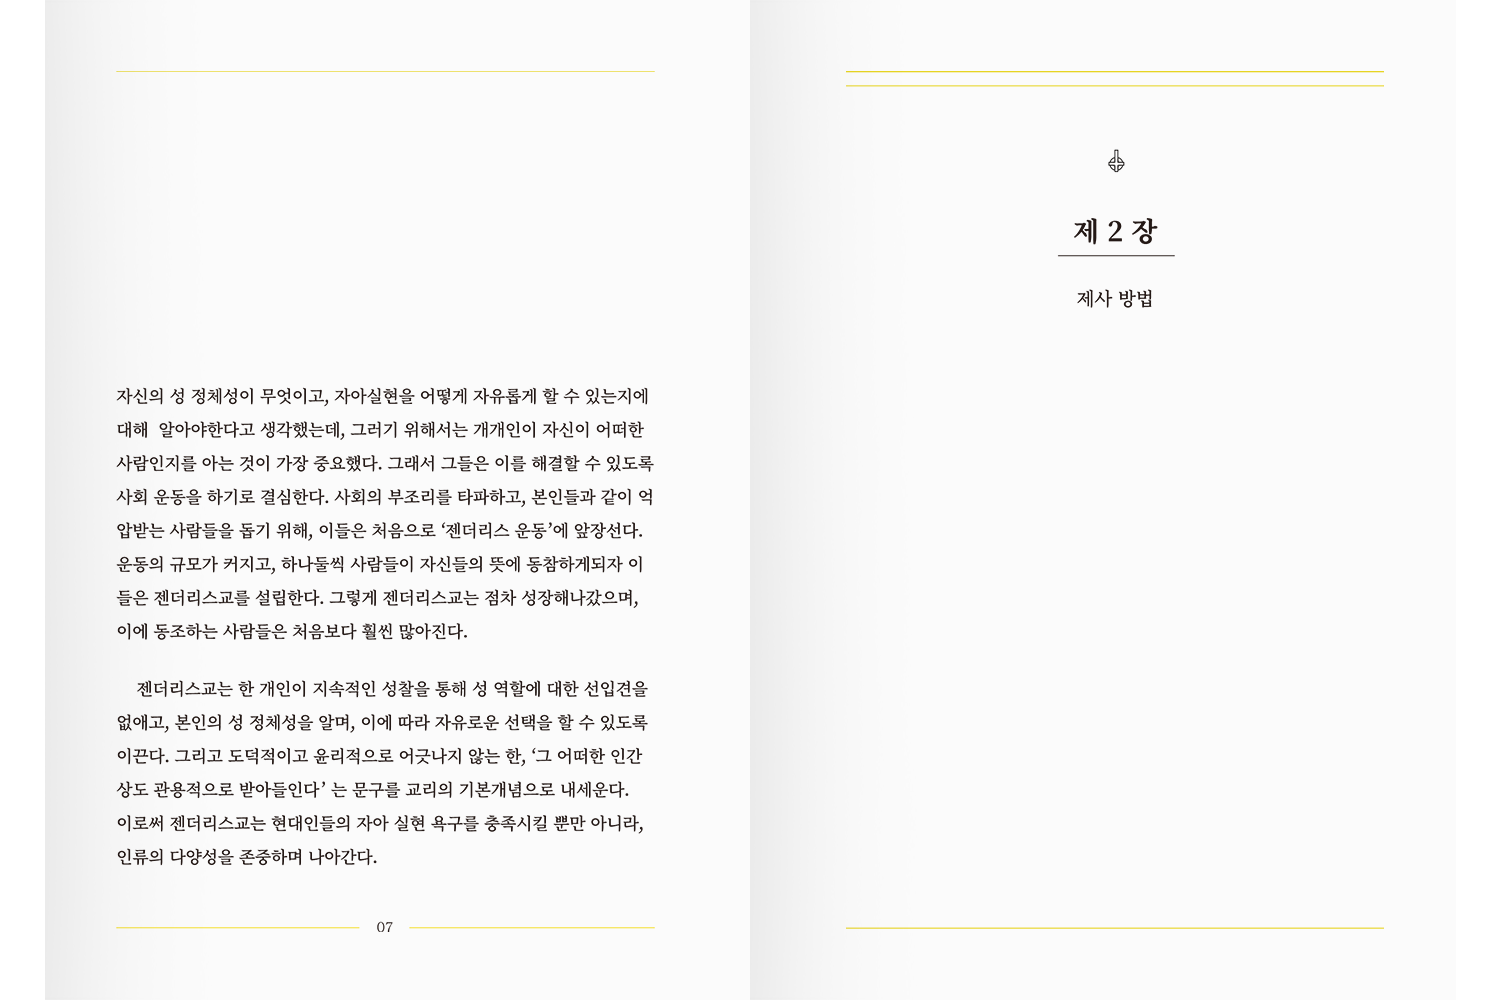 자신의 성 정체성이 무엇이고, 자아실현을 어떻게 자유롭게 할 수 있는지에
대해  알아야한다고 생각했는데, 그러기 위해서는 개개인이 자신이 어떠한
사람인지를 아는 것이 가장 중요했다. 그래서 그들은 이를 해결할 수 있도록
사회 운동을 하기로 결심한다. 사회의 부조리를 타파하고, 본인들과 같이 억
압받는 사람들을 돕기 위해, 이들은 처음으로 ‘젠더리스 운동’에 앞장선다.
운동의 규모가 커지고, 하나둘씩 사람들이 자신들의 뜻에 동참하게되자 이
들은 젠더리스교를 설립한다. 그렇게 젠더리스교는 점차 성장해나갔으며,
이에 동조하는 사람들은 처음보다 훨씬 많아진다.
젠더리스교는 한 개인이 지속적인 성찰을 통해 성 역할에 대한 선입견을
없애고, 본인의 성 정체성을 알며, 이에 따라 자유로운 선택을 할 수 있도록
이끈다. 그리고 도덕적이고 윤리적으로 어긋나지 않는 한, ‘그 어떠한 인간
상도 관용적으로 받아들인다’ 는 문구를 교리의 기본개념으로 내세운다.
이로써 젠더리스교는 현대인들의 자아 실현 욕구를 충족시킬 뿐만 아니라,
인류의 다양성을 존중하며 나아간다.
07
제 2 장
제사 방법